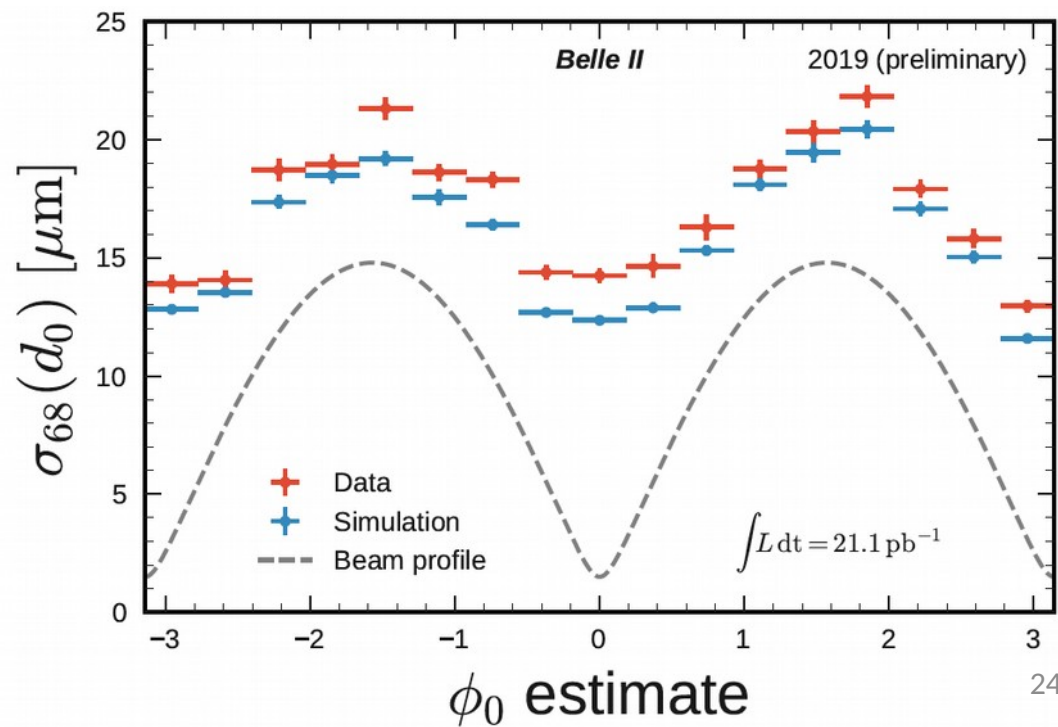 25
Belle II 2019 (preliminary)
20
σ₆₈(d₀) [μm]
15
10
Data
5
Simulation
∫L dt = 21.1 pb⁻¹
Beam profile
0
−3 −2 −1 0 1 2 3
ϕ₀ estimate
24